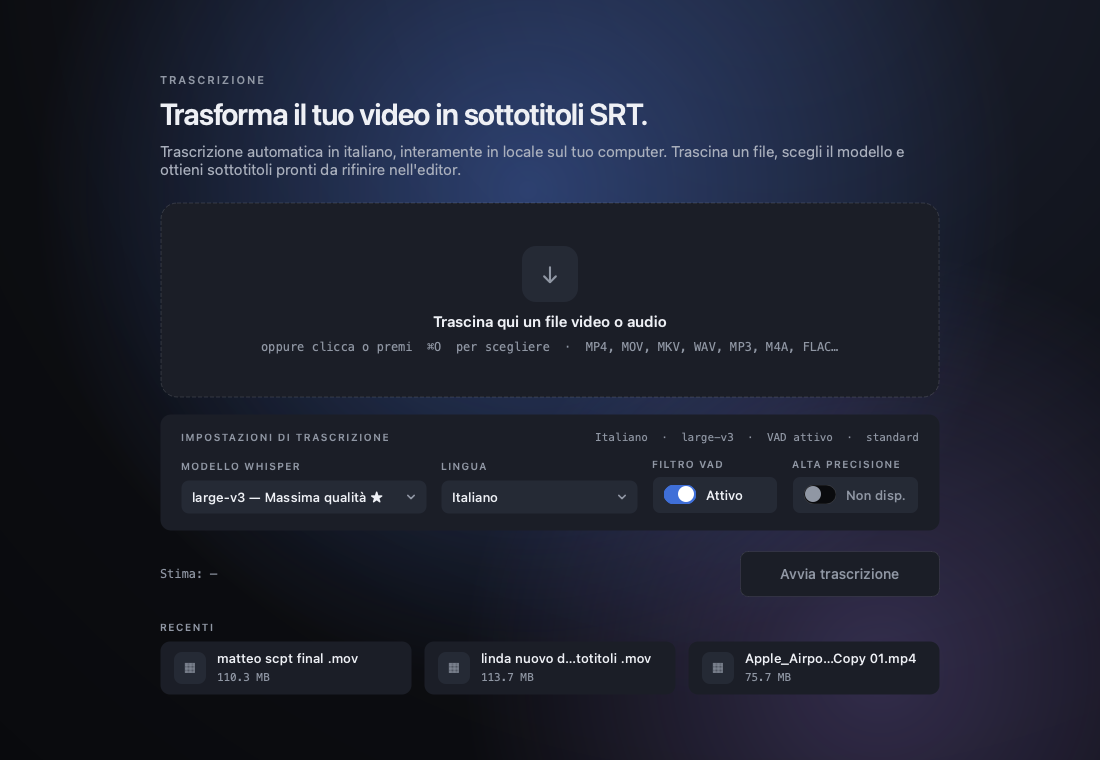 TRASCRIZIONE
Trasforma il tuo video in sottotitoli SRT.
Trascrizione automatica in italiano, interamente in locale sul tuo computer. Trascina un file, scegli il modello e
ottieni sottotitoli pronti da rifinire nell'editor.
Trascina qui un file video o audio
oppure clicca o premi ⌘O per scegliere · MP4, MOV, MKV, WAV, MP3, M4A, FLAC…
IMPOSTAZIONI DI TRASCRIZIONE
Italiano · large-v3 · VAD attivo · standard
MODELLO WHISPER
LINGUA
FILTRO VAD
ALTA PRECISIONE
large-v3 — Massima qualità ★
Italiano
Attivo
Non disp.
Stima: —
Avvia trascrizione
RECENTI
matteo scpt final .mov
110.3 MB
linda nuovo d...totitoli .mov
113.7 MB
Apple_Airpo...Copy 01.mp4
75.7 MB